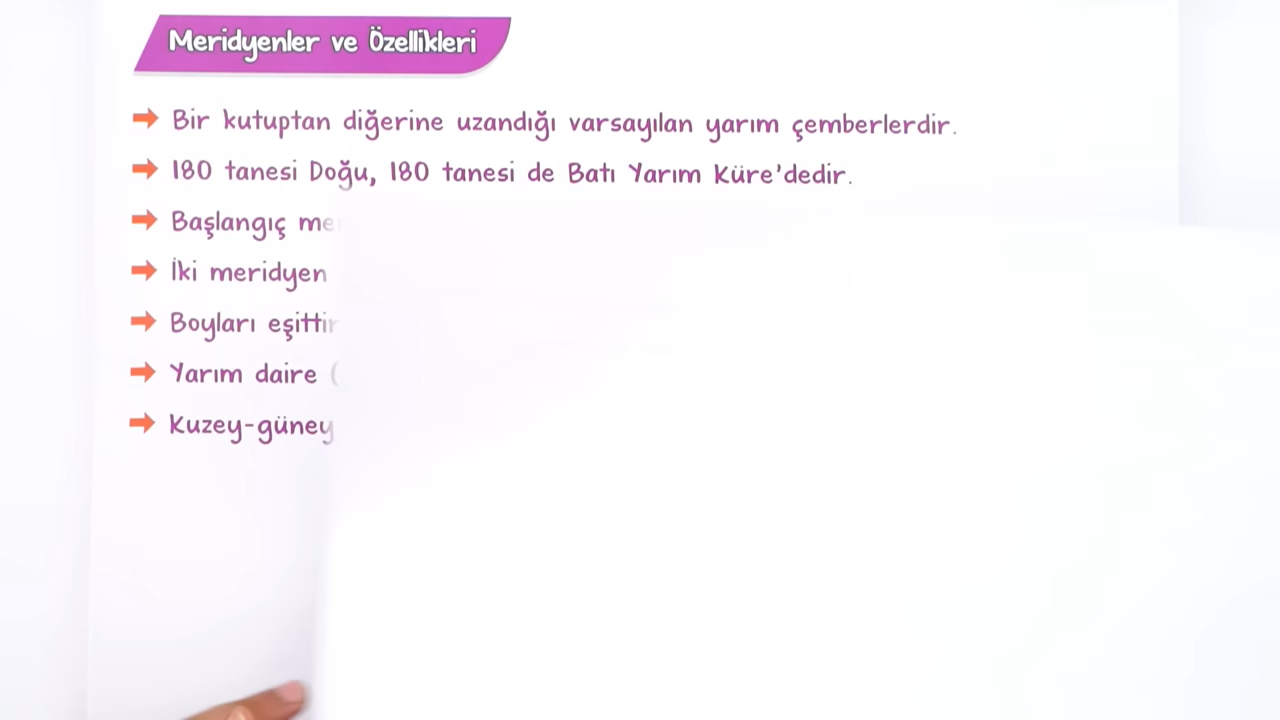 Meridyenler ve Özellikleri
Bir kutuptan diğerine uzandığı varsayılan yarım çemberlerdir.
180 tanesi Doğu, 180 tanesi de Batı Yarım Küre'dedir.
Başlangıç
İki meridyen
Boyları
Yarım daire (
Kuzey-güney